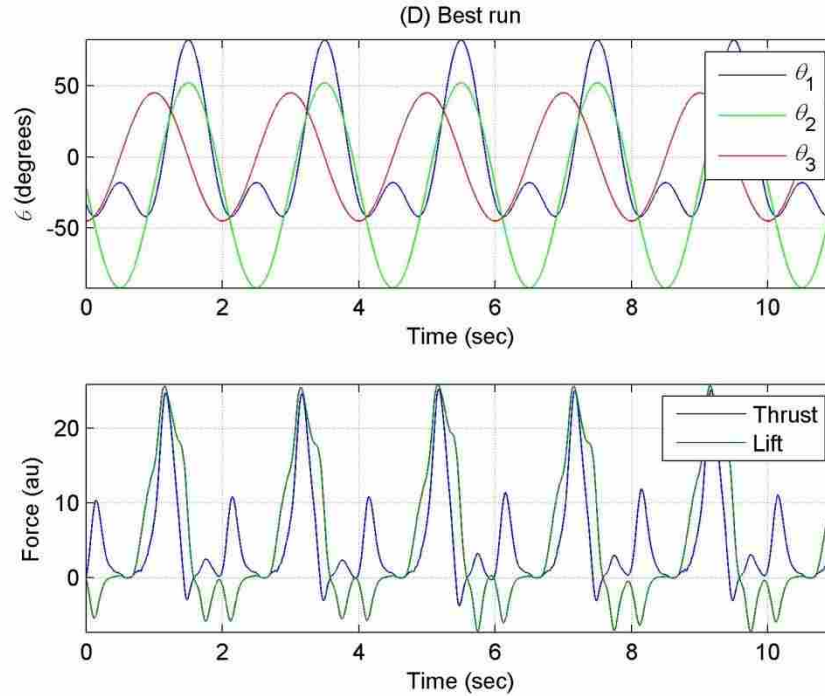 (D) Best run
θ (degrees)
50
0
-50
θ1
θ2
θ3
0 2 4 6 8 10
Time (sec)
Force (au)
20
10
0
Thrust
Lift
0 2 4 6 8 10
Time (sec)